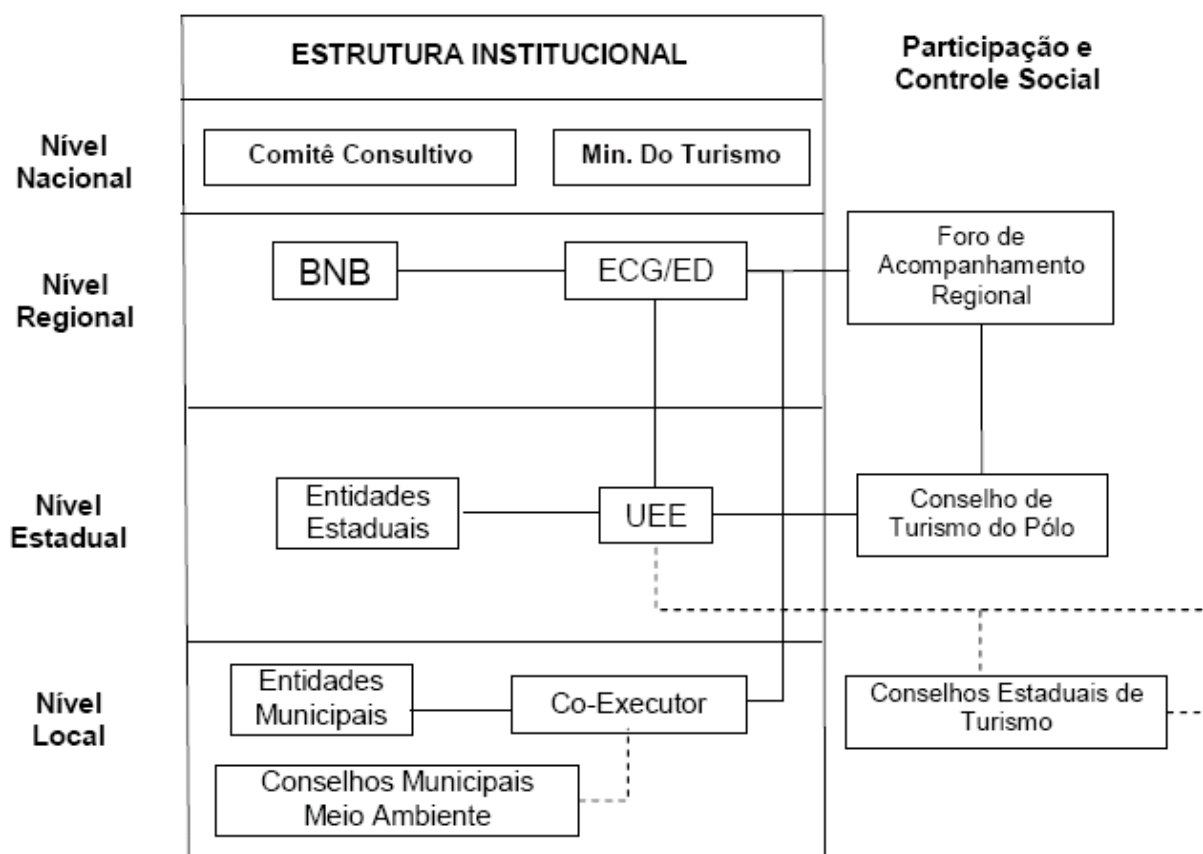 ESTRUTURA INSTITUCIONAL
Participação e
Controle Social
Nível
Nacional
Comitê Consultivo
Min. Do Turismo
Nível
Regional
BNB
ECG/ED
Foro de
Acompanhamento
Regional
Nível
Estadual
Entidades
Estaduais
UEE
Conselho de
Turismo do Pólo
Nível
Local
Entidades
Municipais
Co-Executor
Conselhos Estaduais de
Turismo
Conselhos Municipais
Meio Ambiente